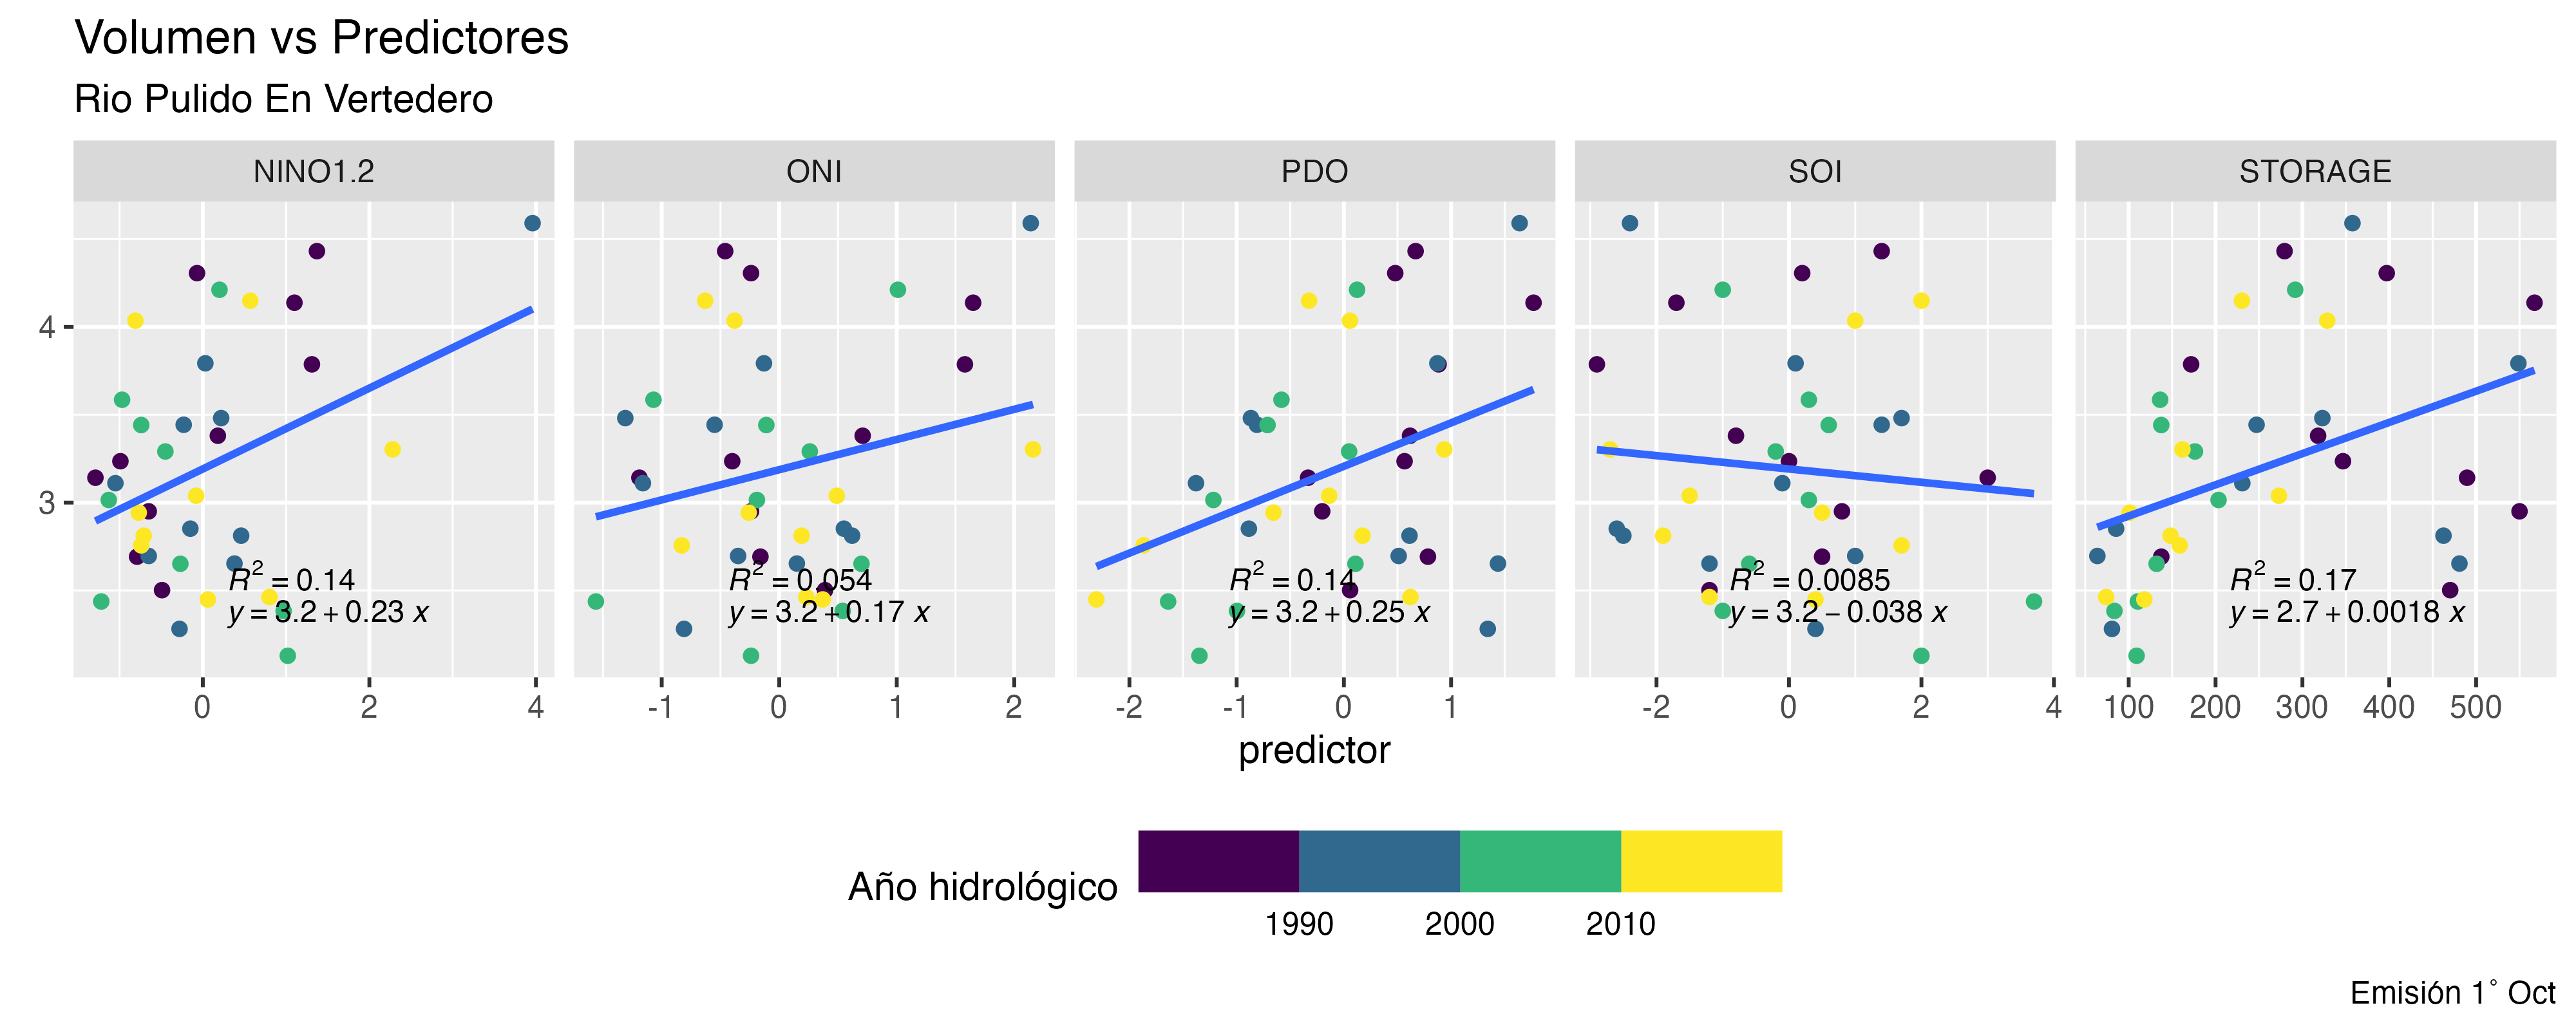 Volumen vs Predictores
Rio Pulido En Vertedero
NINO1.2 ONI PDO SOI STORAGE
4
3
R² = 0.14
y = 3.2 + 0.23 x
R² = 0.054
y = 3.2 + 0.17 x
R² = 0.14
y = 3.2 + 0.25 x
R² = 0.0085
y = 3.2 − 0.038 x
R² = 0.17
y = 2.7 + 0.0018 x
0 2 4 -1 0 1 2 -2 -1 0 1 -2 0 2 4 100 200 300 400 500
predictor
Año hidrológico
1990 2000 2010
Emisión 1° Oct